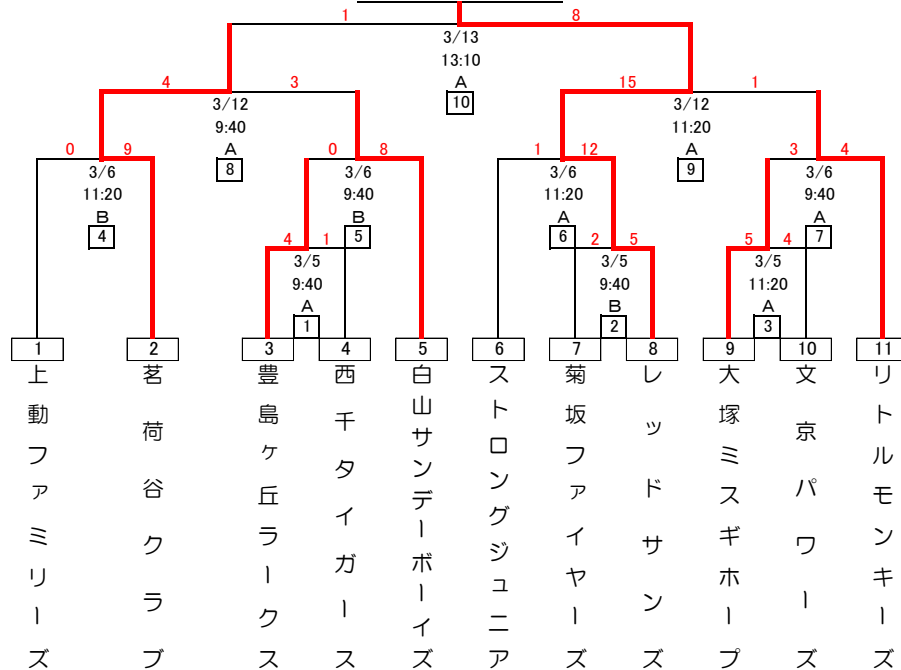 1 8
3/13
13:10
A
10
4 3 15 1
3/12 3/12
9:40 11:20
A A
8 9
0 9 0 8 1 12 3 4
3/6 3/6 3/6 3/6
11:20 9:40 11:20 9:40
B B A A
4 5 6 7
4 1 2 5 5 4
3/5 3/5 3/5
9:40 9:40 11:20
A B A
1 2 3
1 2 3 4 5 6 7 8 9 10 11
上動ファミリーズ
茗荷谷クラブ
豊島ヶ丘ラークス
西千タイガース
白山サンデーボーイズ
ストロングジュニア
菊坂ファイヤーズ
レッドサンズ
大塚ミスギホープ
文京パワーズ
リトルモンキーズ